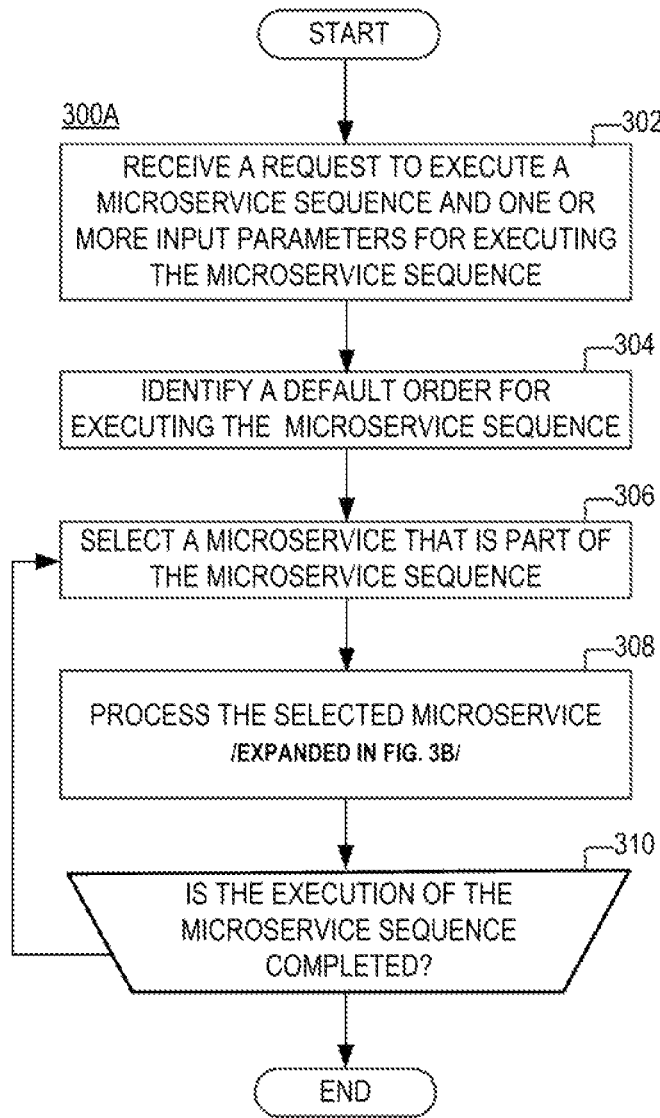 START
300A
302
RECEIVE A REQUEST TO EXECUTE A
MICROSERVICE SEQUENCE AND ONE OR
MORE INPUT PARAMETERS FOR EXECUTING
THE MICROSERVICE SEQUENCE
304
IDENTIFY A DEFAULT ORDER FOR
EXECUTING THE MICROSERVICE SEQUENCE
306
SELECT A MICROSERVICE THAT IS PART OF
THE MICROSERVICE SEQUENCE
308
PROCESS THE SELECTED MICROSERVICE
/EXPANDED IN FIG. 3B/
310
IS THE EXECUTION OF THE
MICROSERVICE SEQUENCE
COMPLETED?
END